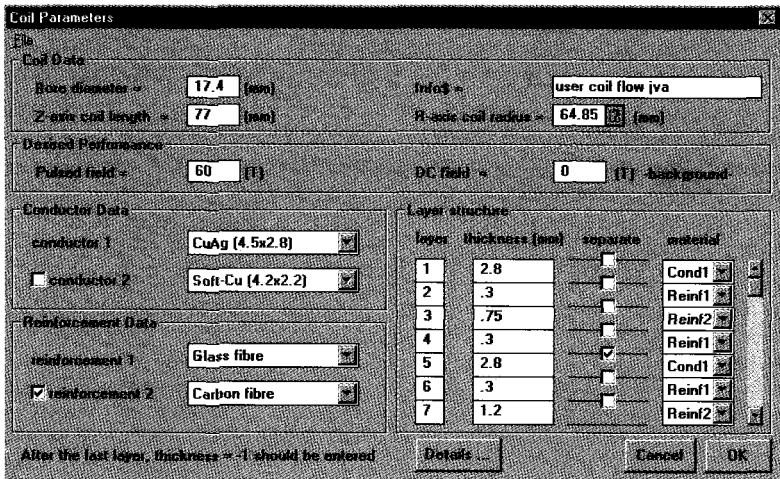 Coil Parameters
File
Coil Data
Bore diameter = 17.4 (mm) Info$ = user coil flow jva
Z-axis coil length = 77 (mm) R-axis coil radius = 64.85 (mm)
Desired Performance
Pulsed field = 60 (T) DC field = 0 (T) -background-
Conductor Data
conductor 1 CuAg (4.5x2.8)
conductor 2 Soft-Cu (4.2x2.2)
Reinforcement Data
reinforcement 1 Glass fibre
reinforcement 2 Carbon fibre
Layer structure
layer thickness (mm) separate material
1 2.8 Cond1
2 .3 Reinf1
3 .75 Reinf2
4 .3 Reinf1
5 2.8 Cond1
6 .3 Reinf1
7 1.2 Reinf2
After the last layer, thickness = -1 should be entered Details ... Cancel OK